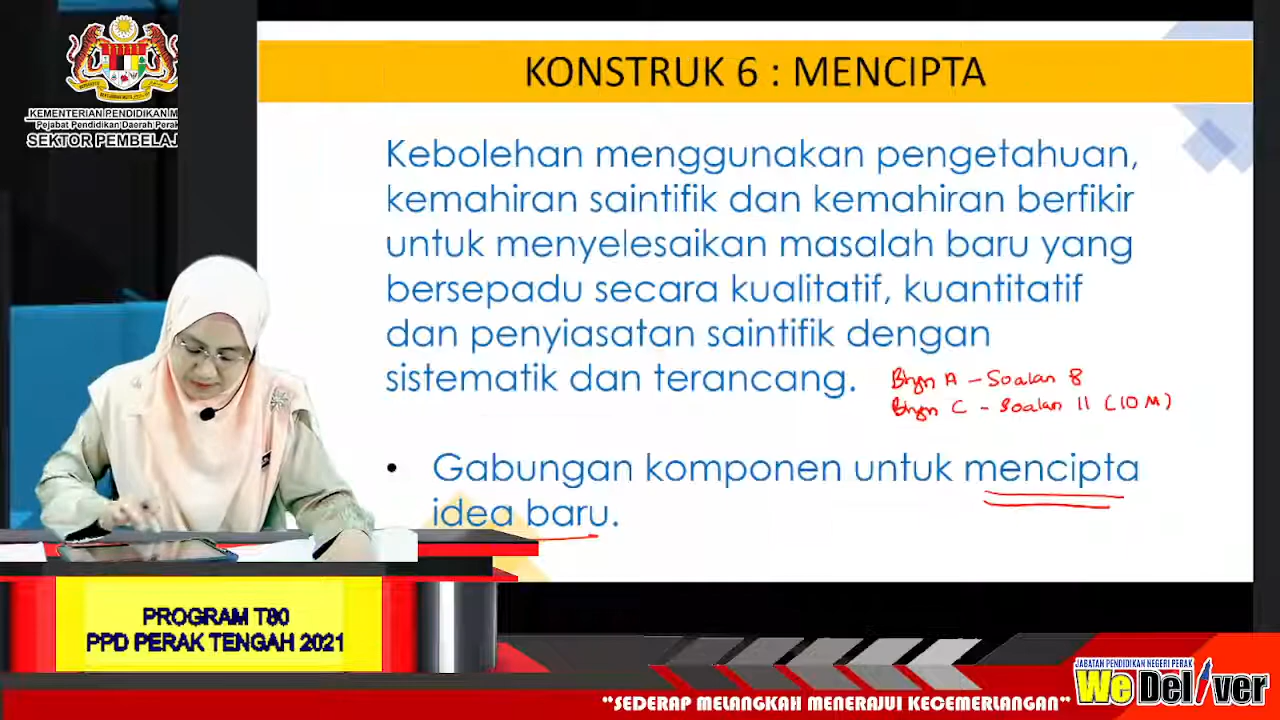 KEMENTERIAN PENDIDIKAN M
Pejabat Pendidikan Daerah Perak
SEKTOR PEMBELAJ
KONSTRUK 6 : MENCIPTA
Kebolehan menggunakan pengetahuan,
kemahiran saintifik dan kemahiran berfikir
untuk menyelesaikan masalah baru yang
bersepadu secara kualitatif, kuantitatif
dan penyiasatan saintifik dengan
sistematik dan terancang.
Bhgn A - Soalan 8
Bhgn C - Soalan 11 (10 M)
• Gabungan komponen untuk mencipta
idea baru.
PROGRAM T80
PPD PERAK TENGAH 2021
JABATAN PENDIDIKAN NEGERI PERAK
We Deliver
"SEDERAP MELANGKAH MENERAJUI KECEMERLANGAN"